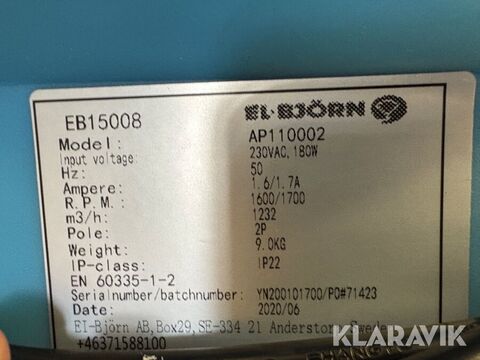 KLARAVIK
EL-BJÖRN
EB15008
Model: AP110002
Input voltage: 230VAC, 180W
Hz: 50
Ampere: 1.6/1.7A
R.P.M.: 1600/1700
m3/h: 1232
Pole: 2P
Weight: 9.0KG
IP-class: IP22
EN 60335-1-2
Serialnumber/batchnumber: YN200101700/PO#71423
Date: 2020/06
El-Björn AB,Box29,SE-334 21 Anderstorp Sweden
+46371588100
KLARAVIK